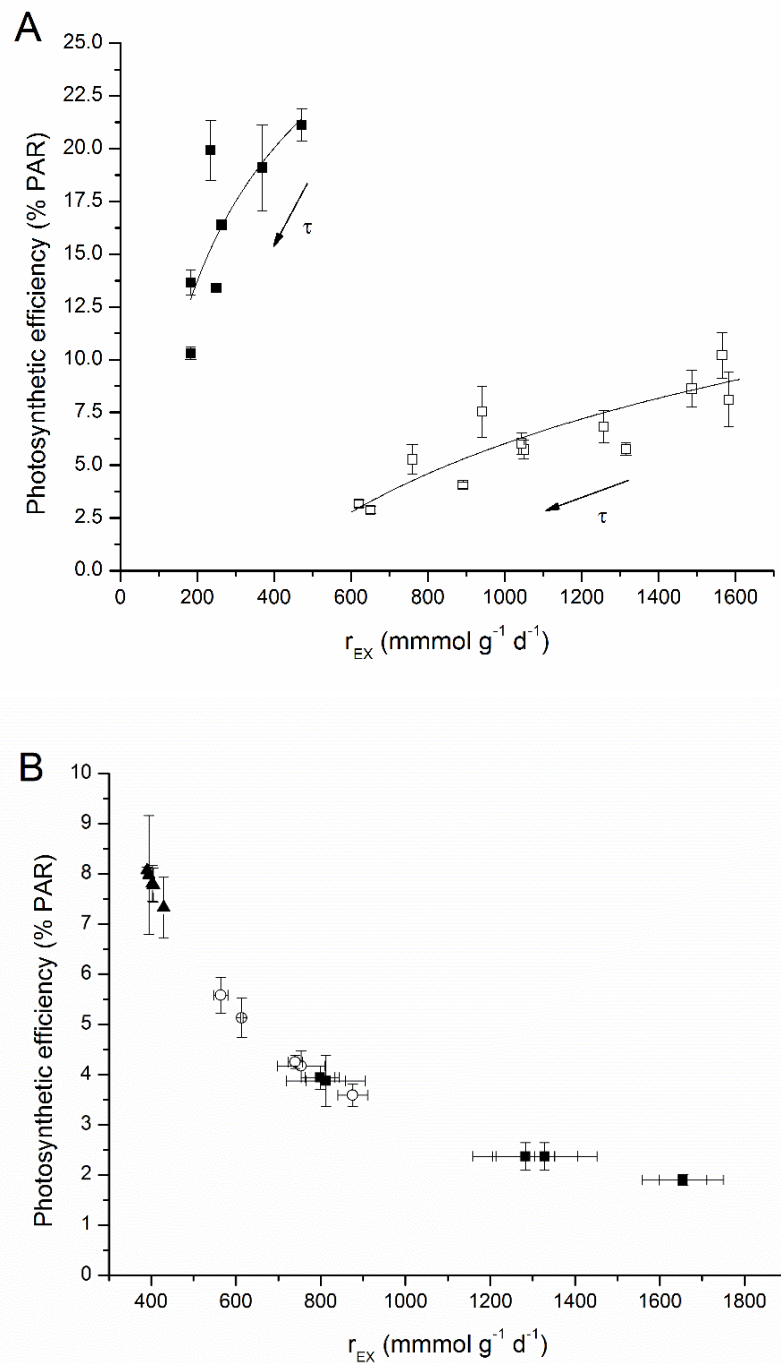 A
25.0
22.5
20.0
17.5
15.0
12.5
10.0
7.5
5.0
2.5
0.0
Photosynthetic efficiency (% PAR)
τ
τ
0 200 400 600 800 1000 1200 1400 1600
r_EX (mmmol g⁻¹ d⁻¹)
B
10
9
8
7
6
5
4
3
2
1
0
Photosynthetic efficiency (% PAR)
400 600 800 1000 1200 1400 1600 1800
r_EX (mmmol g⁻¹ d⁻¹)